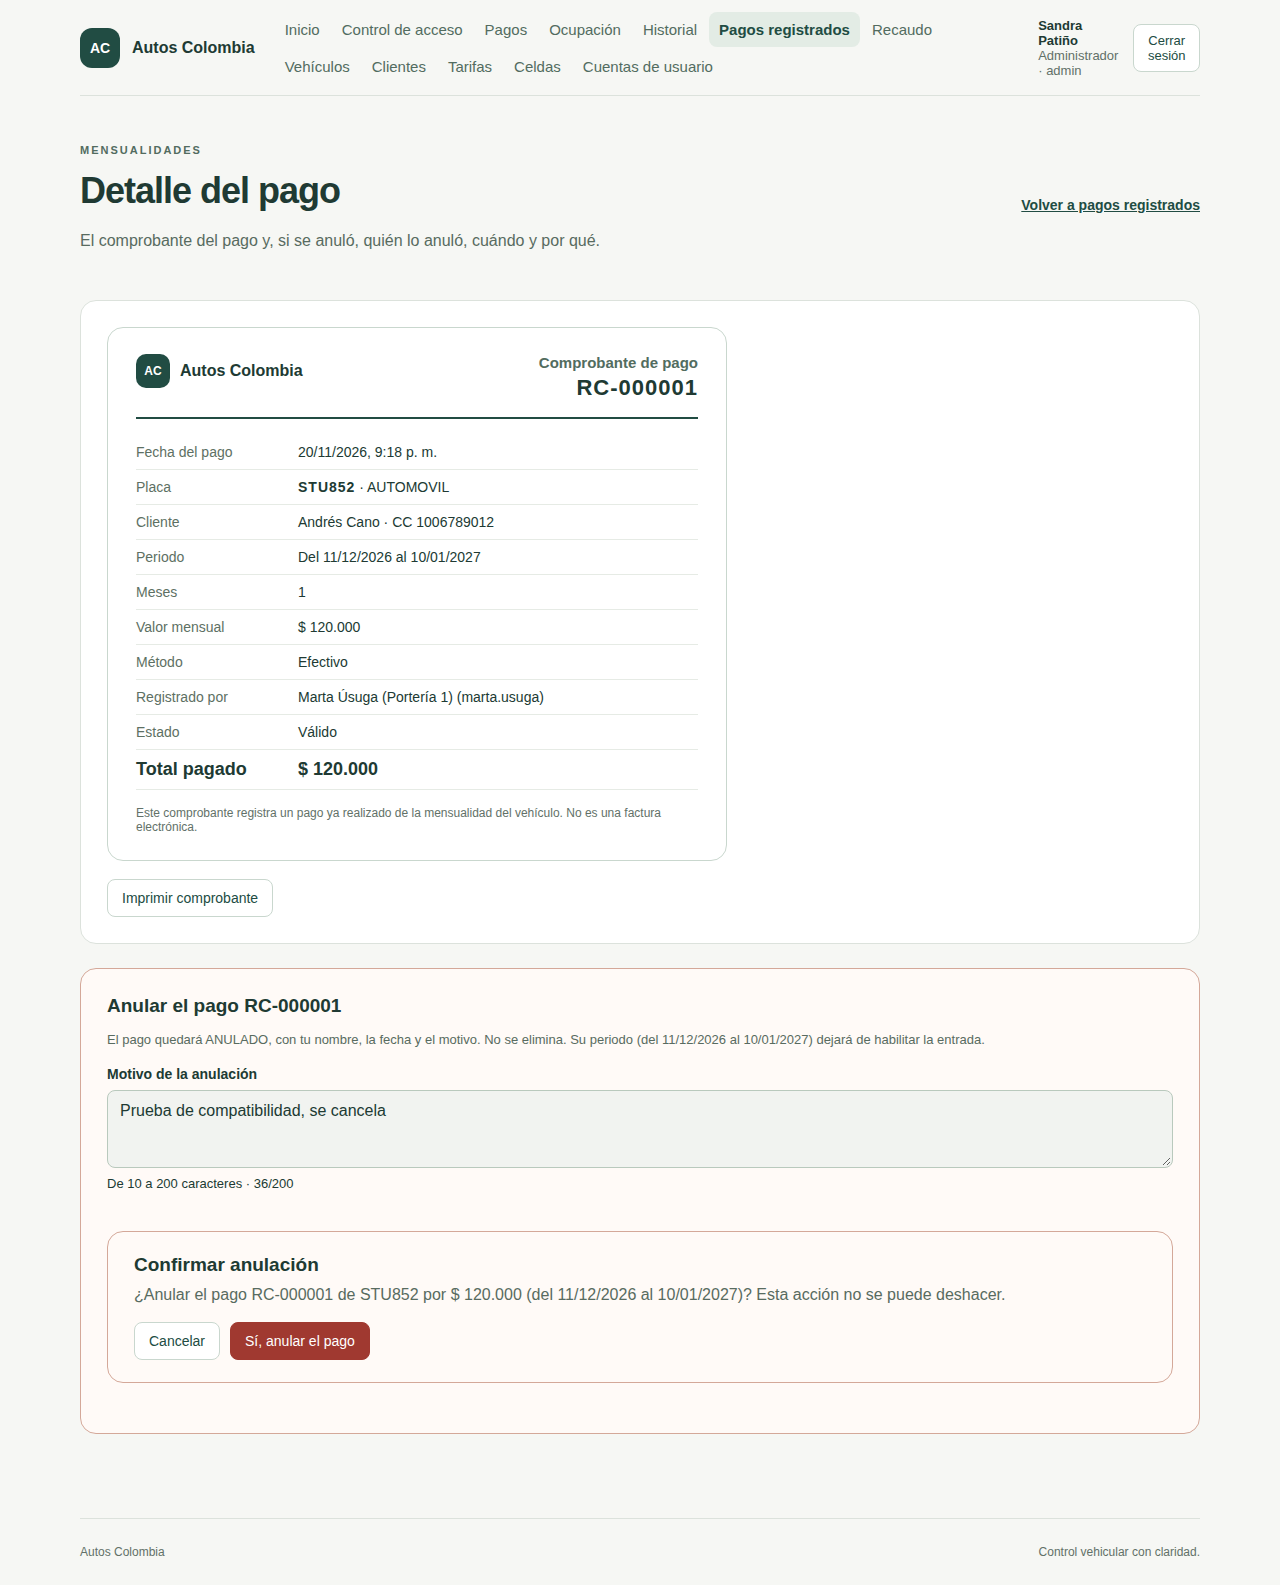 AC Autos Colombia
Inicio Control de acceso Pagos Ocupación Historial Pagos registrados Recaudo
Vehículos Clientes Tarifas Celdas Cuentas de usuario
Sandra
Patiño
Administrador
· admin
Cerrar
sesión
MENSUALIDADES
Detalle del pago
Volver a pagos registrados
El comprobante del pago y, si se anuló, quién lo anuló, cuándo y por qué.
AC Autos Colombia
Comprobante de pago
RC-000001
Fecha del pago 20/11/2026, 9:18 p. m.
Placa STU852 · AUTOMOVIL
Cliente Andrés Cano · CC 1006789012
Periodo Del 11/12/2026 al 10/01/2027
Meses 1
Valor mensual $ 120.000
Método Efectivo
Registrado por Marta Úsuga (Portería 1) (marta.usuga)
Estado Válido
Total pagado $ 120.000
Este comprobante registra un pago ya realizado de la mensualidad del vehículo. No es una factura
electrónica.
Imprimir comprobante
Anular el pago RC-000001
El pago quedará ANULADO, con tu nombre, la fecha y el motivo. No se elimina. Su periodo (del 11/12/2026 al 10/01/2027) dejará de habilitar la entrada.
Motivo de la anulación
Prueba de compatibilidad, se cancela
De 10 a 200 caracteres · 36/200
Confirmar anulación
¿Anular el pago RC-000001 de STU852 por $ 120.000 (del 11/12/2026 al 10/01/2027)? Esta acción no se puede deshacer.
Cancelar Sí, anular el pago
Autos Colombia Control vehicular con claridad.